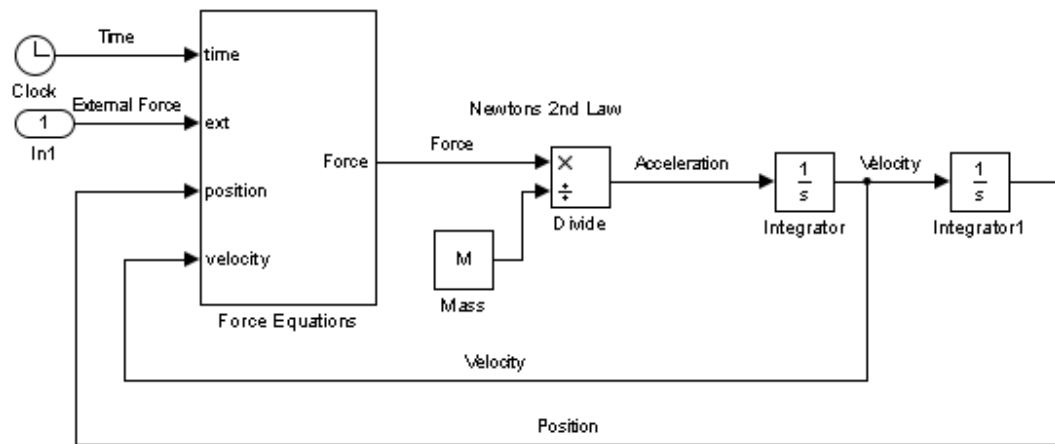 Time
time
Clock
External Force
1
ext
In1
Newtons 2nd Law
Force
Force
×
÷
Divide
Acceleration
1
s
Integrator
Velocity
1
s
Integrator1
position
velocity
M
Mass
Force Equations
Velocity
Position